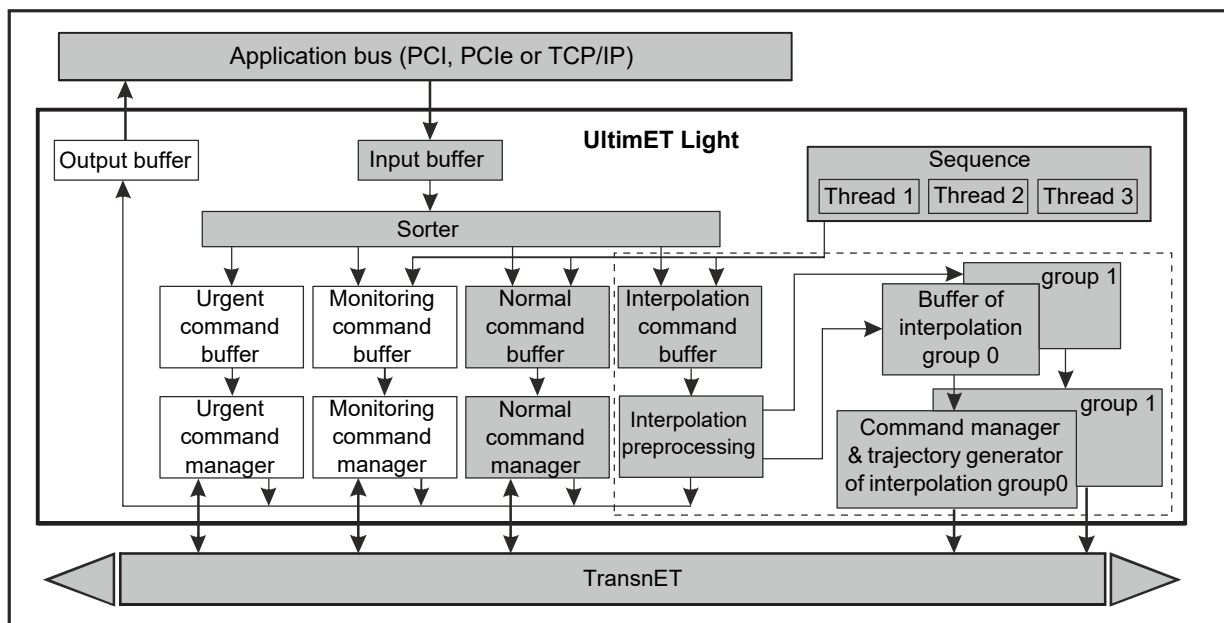 Application bus (PCI, PCIe or TCP/IP)
UltimET Light
Output buffer
Input buffer
Sequence
Thread 1
Thread 2
Thread 3
Sorter
Urgent
command
buffer
Monitoring
command
buffer
Normal
command
buffer
Interpolation
command
buffer
group 1
Buffer of
interpolation
group 0
Urgent
command
manager
Monitoring
command
manager
Normal
command
manager
Interpolation
preprocessing
group 1
Command manager
& trajectory generator
of interpolation group0
TransnET